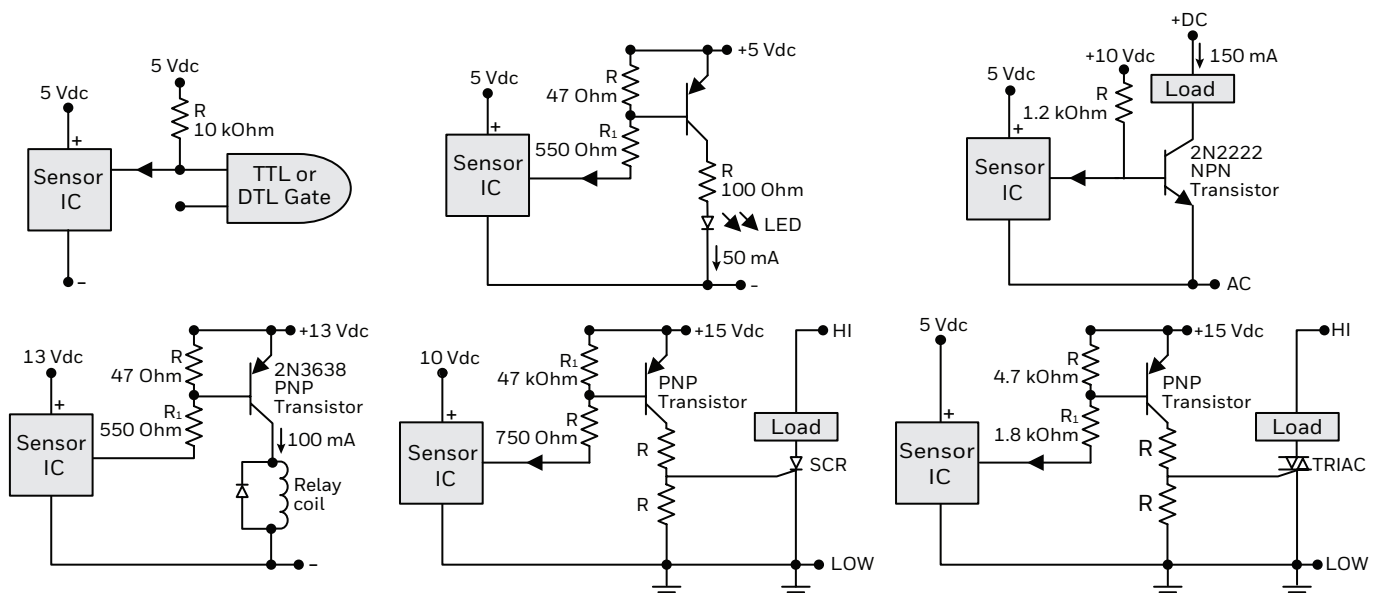 5 Vdc
5 Vdc
+
R
10 kOhm
Sensor
IC
TTL or
DTL Gate
-
+5 Vdc
5 Vdc
+
R
47 Ohm
R1
550 Ohm
Sensor
IC
R
100 Ohm
LED
50 mA
-
+DC
150 mA
+10 Vdc
5 Vdc
+
R
1.2 kOhm
Load
Sensor
IC
2N2222
NPN
Transistor
AC
+13 Vdc
13 Vdc
+
R
47 Ohm
2N3638
PNP
Transistor
R1
550 Ohm
Sensor
IC
100 mA
Relay
coil
-
+15 Vdc
HI
10 Vdc
+
R1
47 kOhm
PNP
Transistor
R
750 Ohm
Sensor
IC
Load
R
SCR
R
LOW
+15 Vdc
HI
5 Vdc
+
R
4.7 kOhm
PNP
Transistor
R1
1.8 kOhm
Sensor
IC
Load
R
TRIAC
R
LOW